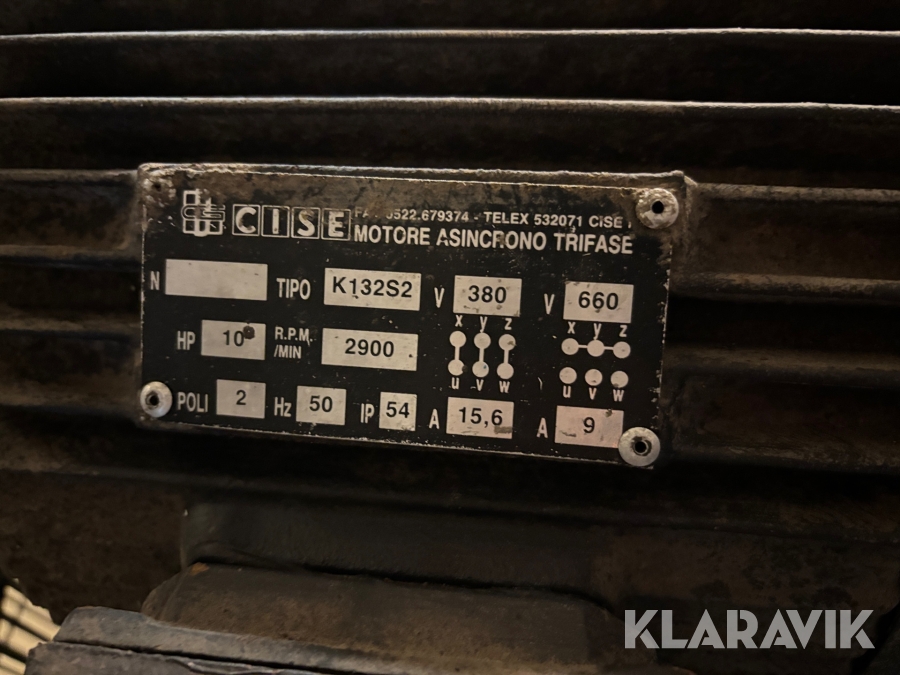 CISE 0522.679374 - TELEX 532071 CISE I
MOTORE ASINCRONO TRIFASE
N TIPO K132S2 V 380 V 660
x y z x y z
HP 10 R.P.M. /MIN 2900
u v w u v w
POLI 2 Hz 50 IP 54 A 15,6 A 9
KLARAVIK